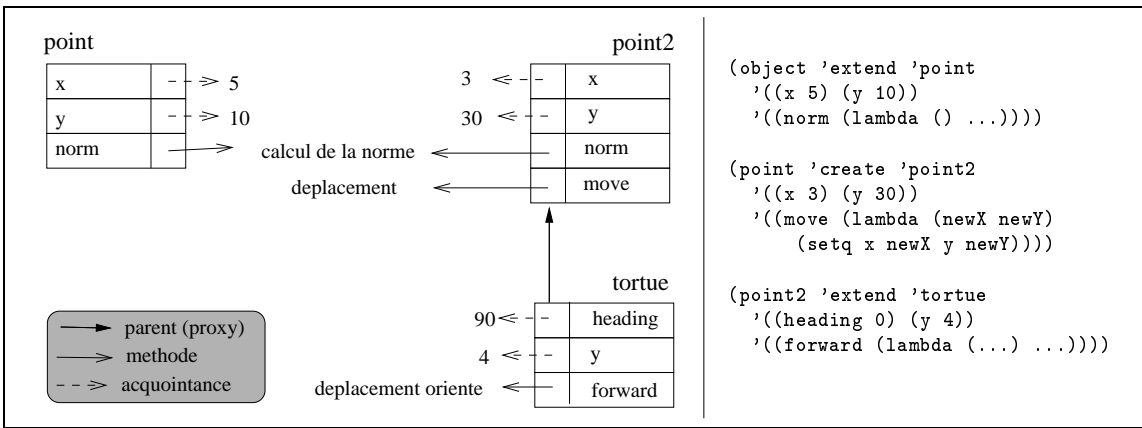 point
x
5
y
10
norm
calcul de la norme
deplacement
point2
3
x
30
y
norm
move
tortue
90
heading
4
y
deplacement oriente
forward
parent (proxy)
methode
acquointance
(object 'extend 'point
'((x 5) (y 10))
'((norm (lambda () ...))))
(point 'create 'point2
'((x 3) (y 30))
'((move (lambda (newX newY)
(setq x newX y newY))))
(point2 'extend 'tortue
'((heading 0) (y 4))
'((forward (lambda (...) ...))))